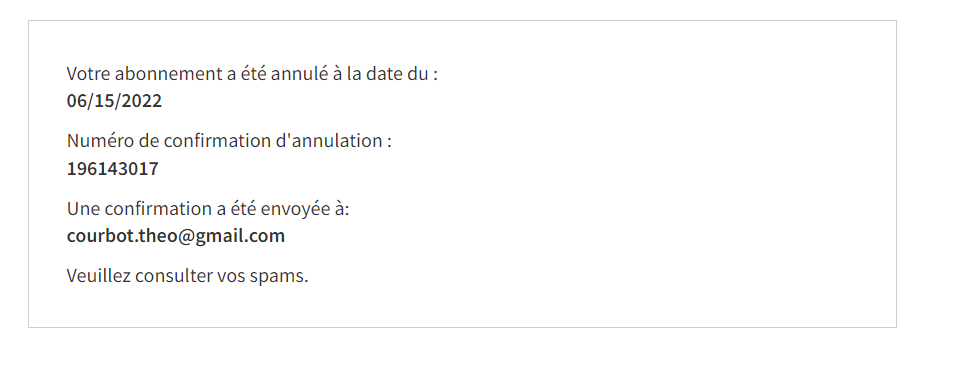 Votre abonnement a été annulé à la date du :
06/15/2022
Numéro de confirmation d'annulation :
196143017
Une confirmation a été envoyée à:
courbot.theo@gmail.com
Veuillez consulter vos spams.